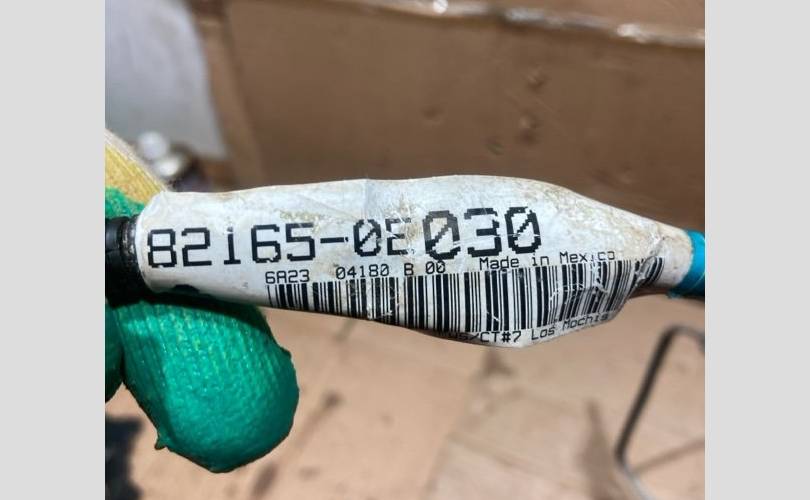 82165-0E030
6A23 04180 B 00 Made in Mexico
/CT#7 Los Mochis